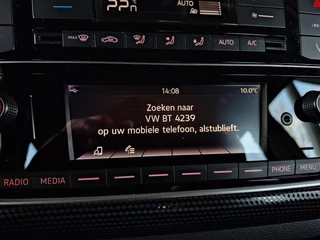 22
AUTO
AUTO
A/C
14:08
10.0°C
Zoeken naar
VW BT 4239
op uw mobiele telefoon, alstublieft.
RADIO
MEDIA
PHONE
MENU